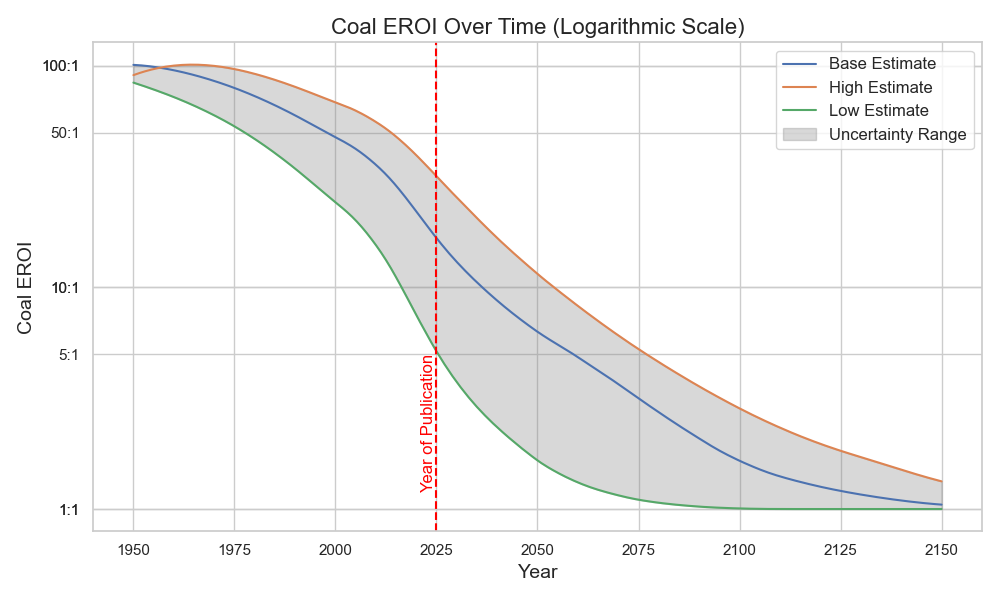 Coal EROI Over Time (Logarithmic Scale)
Base Estimate
High Estimate
Low Estimate
Uncertainty Range
100:1
50:1
10:1
5:1
1:1
Coal EROI
Year of Publication
1950 1975 2000 2025 2050 2075 2100 2125 2150
Year